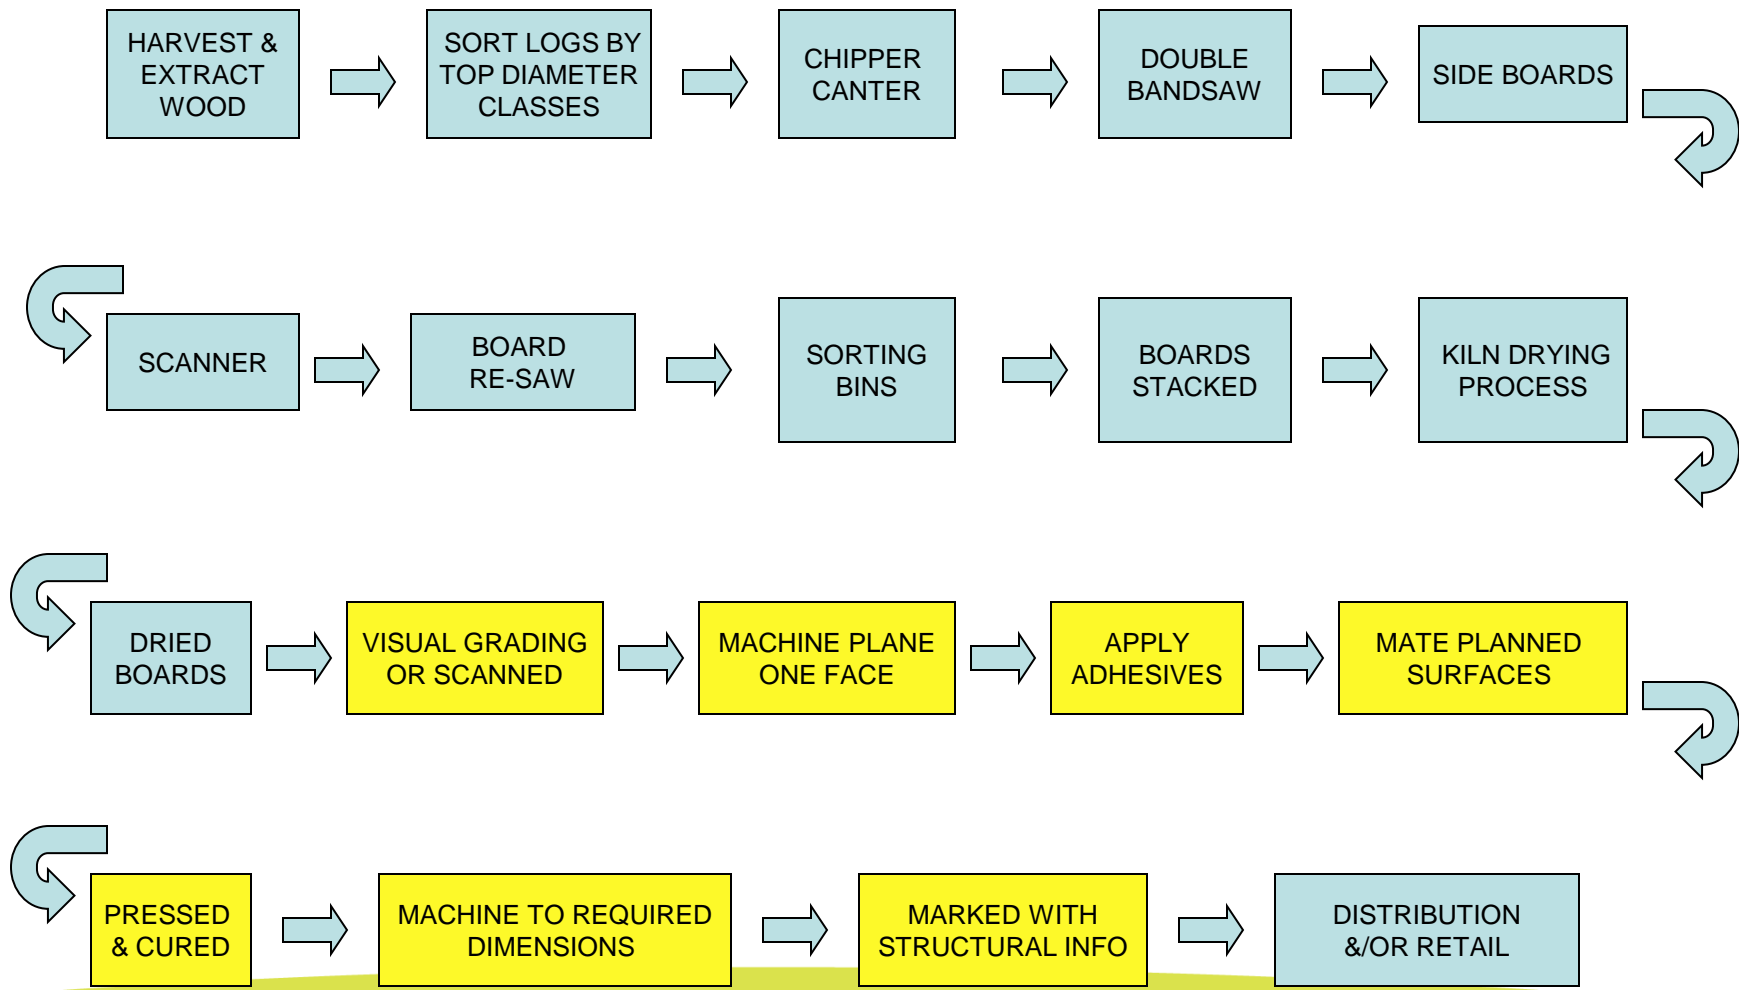 HARVEST &
EXTRACT
WOOD
SORT LOGS BY
TOP DIAMETER
CLASSES
CHIPPER
CANTER
DOUBLE
BANDSAW
SIDE BOARDS
SCANNER
BOARD
RE-SAW
SORTING
BINS
BOARDS
STACKED
KILN DRYING
PROCESS
DRIED
BOARDS
VISUAL GRADING
OR SCANNED
MACHINE PLANE
ONE FACE
APPLY
ADHESIVES
MATE PLANNED
SURFACES
PRESSED
& CURED
MACHINE TO REQUIRED
DIMENSIONS
MARKED WITH
STRUCTURAL INFO
DISTRIBUTION
&/OR RETAIL